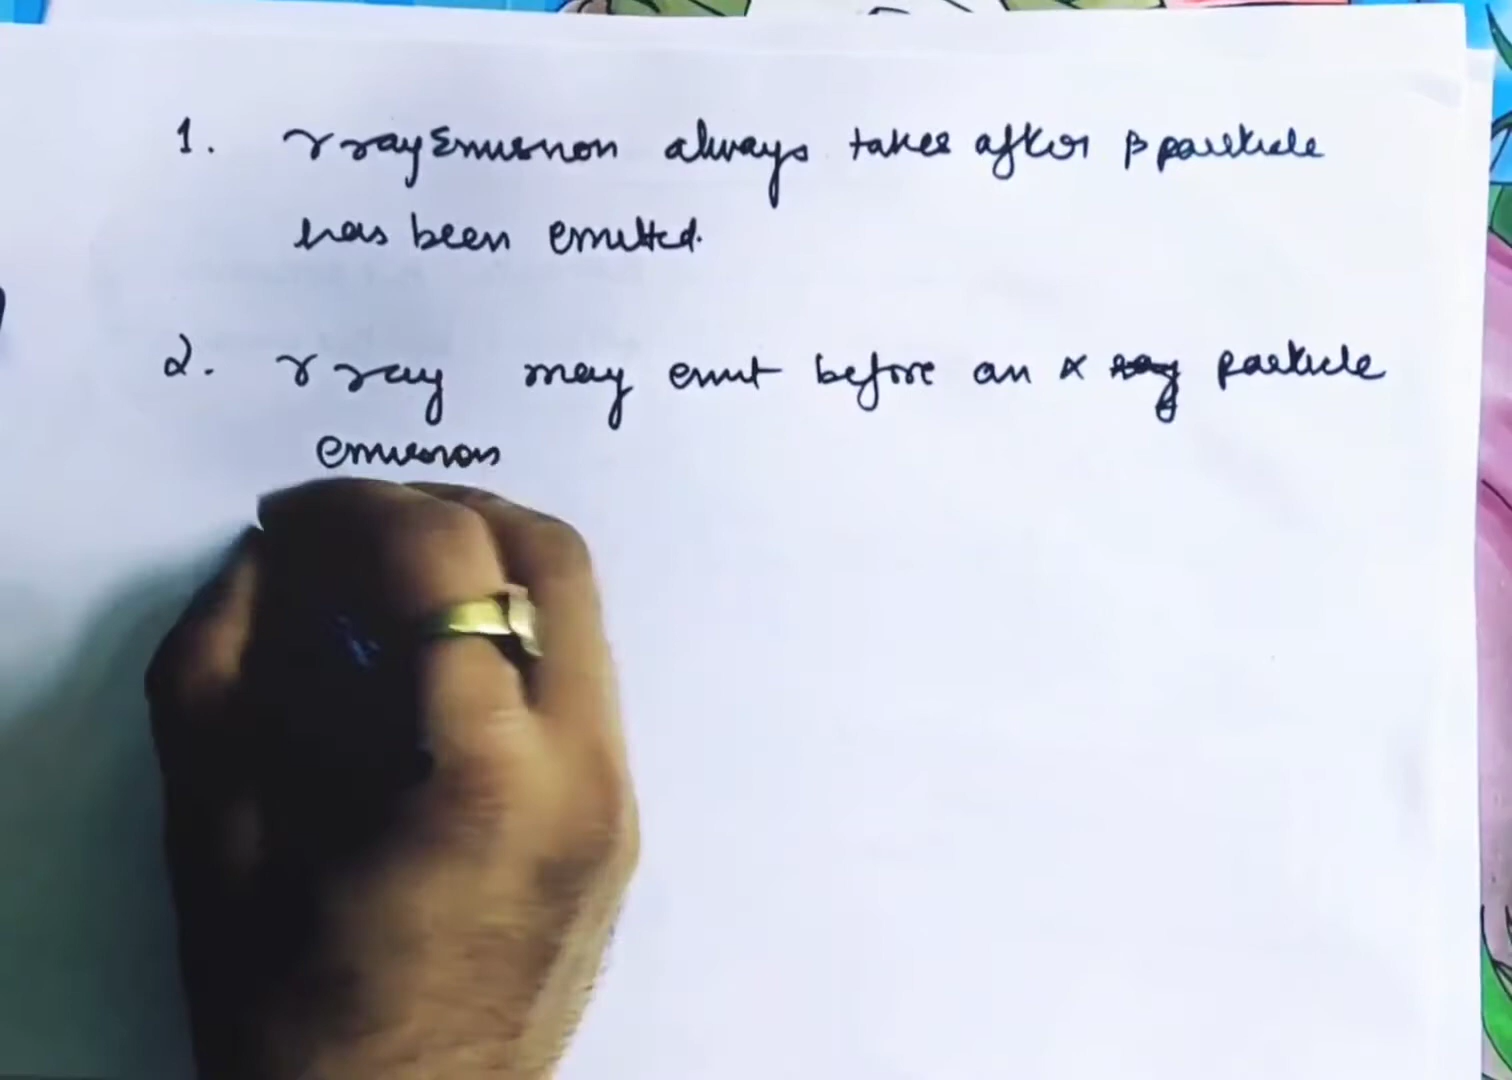 1. γ ray Emission always takes after β particle
has been emitted.
2. γ ray may emit before an α particle
emission